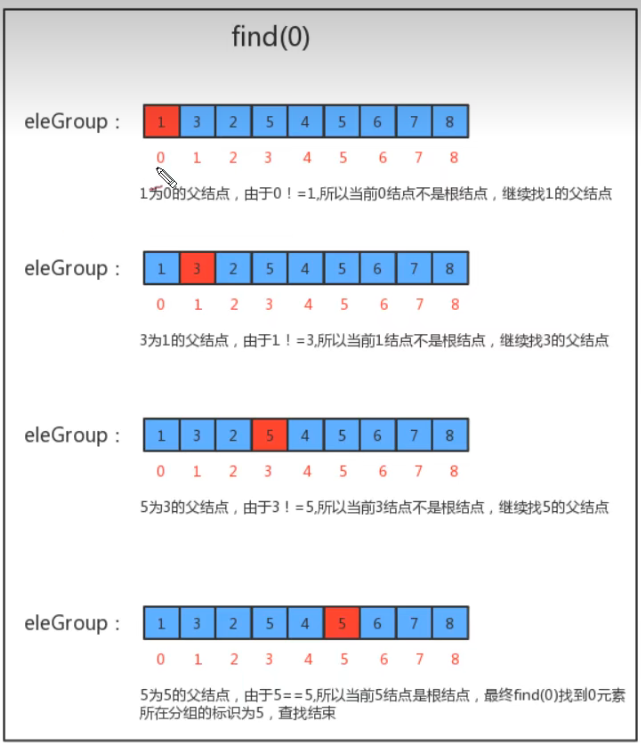 find(0)
eleGroup： 1 3 2 5 4 5 6 7 8
0 1 2 3 4 5 6 7 8
1为0的父结点，由于0！=1,所以当前0结点不是根结点，继续找1的父结点
eleGroup： 1 3 2 5 4 5 6 7 8
0 1 2 3 4 5 6 7 8
3为1的父结点，由于1！=3,所以当前1结点不是根结点，继续找3的父结点
eleGroup： 1 3 2 5 4 5 6 7 8
0 1 2 3 4 5 6 7 8
5为3的父结点，由于3！=5,所以当前3结点不是根结点，继续找5的父结点
eleGroup： 1 3 2 5 4 5 6 7 8
0 1 2 3 4 5 6 7 8
5为5的父结点，由于5==5,所以当前5结点是根结点，最终find(0)找到0元素
所在分组的标识为5，查找结束